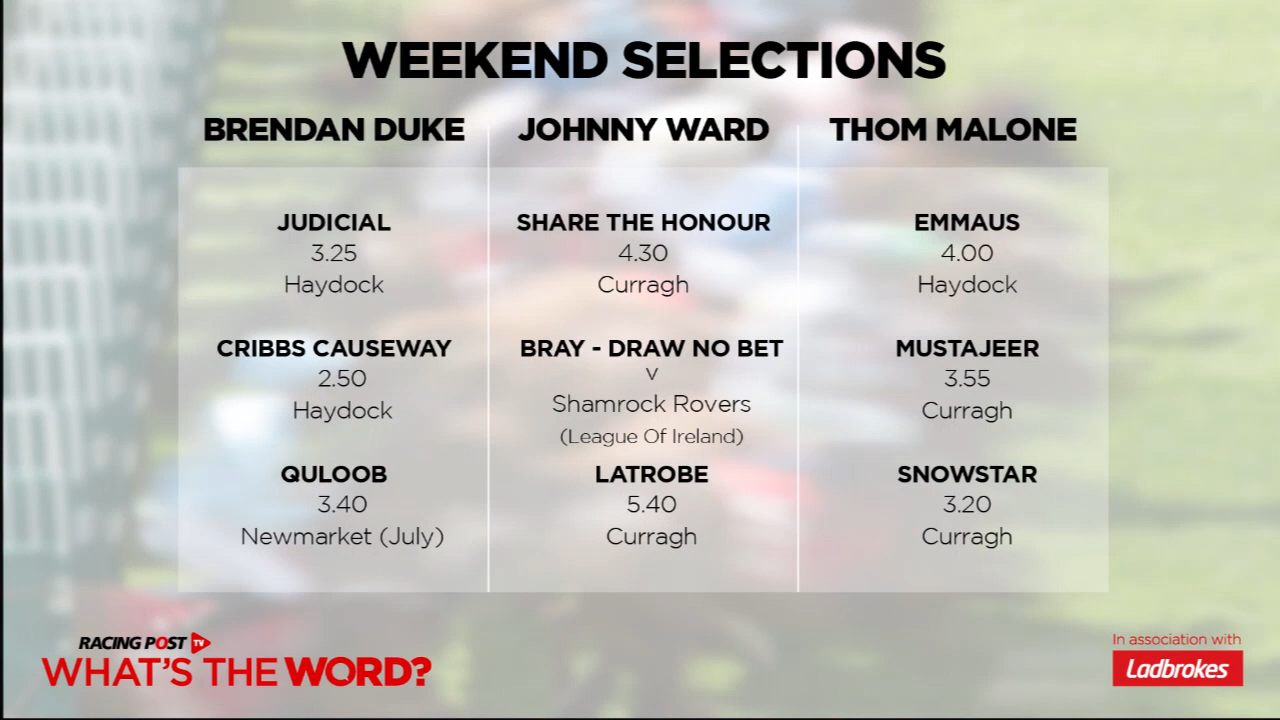 WEEKEND SELECTIONS
BRENDAN DUKE
JUDICIAL
3.25
Haydock
CRIBBS CAUSEWAY
2.50
Haydock
QULOOB
3.40
Newmarket (July)
JOHNNY WARD
SHARE THE HONOUR
4.30
Curragh
BRAY - DRAW NO BET
v
Shamrock Rovers
(League Of Ireland)
LATROBE
5.40
Curragh
THOM MALONE
EMMAUS
4.00
Haydock
MUSTAJEER
3.55
Curragh
SNOWSTAR
3.20
Curragh
RACING POST TV
WHAT'S THE WORD?
In association with
Ladbrokes